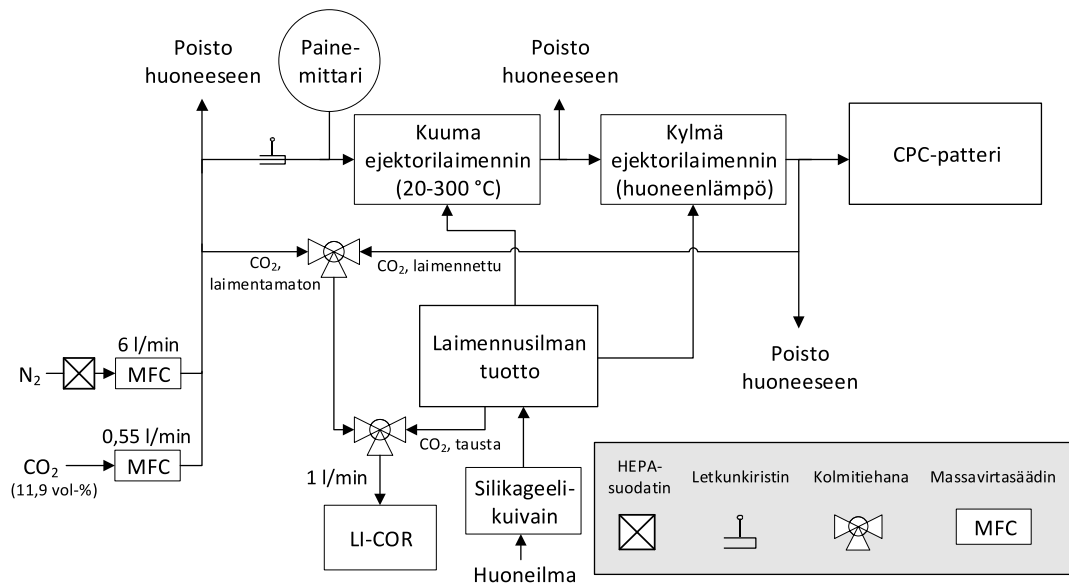 Poisto
huoneeseen
Paine-
mittari
Poisto
huoneeseen
Kuuma
ejektorilaimennin
(20-300 °C)
Kylmä
ejektorilaimennin
(huoneenlämpö)
CPC-patteri
CO₂,
laimentamaton
CO₂, laimennettu
Laimennusilman
tuotto
Poisto
huoneeseen
6 l/min
N₂
MFC
0,55 l/min
CO₂
(11,9 vol-%)
MFC
CO₂, tausta
1 l/min
LI-COR
Silikageeli-
kuivain
Huoneilma
HEPA-
suodatin
Letkunkiristin
Kolmitiehana
Massavirtasäädin
MFC